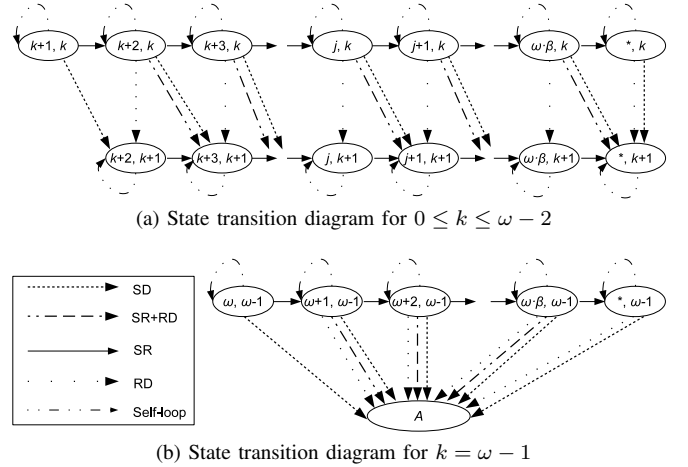 k+1, k
k+2, k
k+3, k
j, k
j+1, k
ω·β, k
*, k
k+2, k+1
k+3, k+1
j, k+1
j+1, k+1
ω·β, k+1
*, k+1
(a) State transition diagram for 0 ≤ k ≤ ω − 2
SD
SR+RD
SR
RD
Self-loop
ω, ω-1
ω+1, ω-1
ω+2, ω-1
ω·β, ω-1
*, ω-1
A
(b) State transition diagram for k = ω − 1